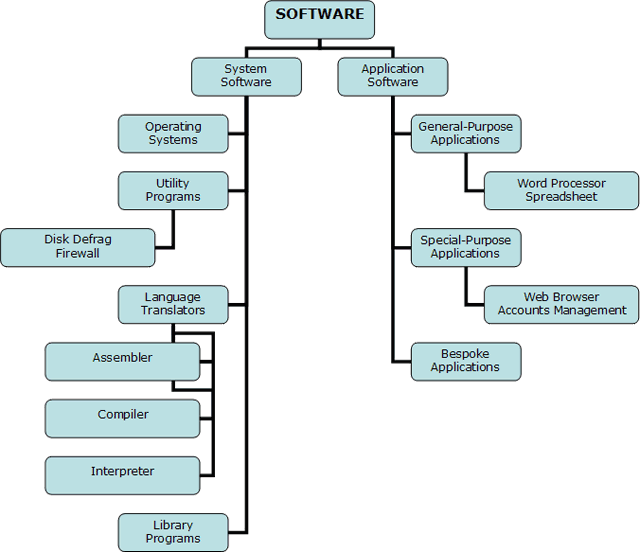 SOFTWARE
System
Software
Application
Software
Operating
Systems
General-Purpose
Applications
Utility
Programs
Word Processor
Spreadsheet
Disk Defrag
Firewall
Special-Purpose
Applications
Language
Translators
Web Browser
Accounts Management
Assembler
Bespoke
Applications
Compiler
Interpreter
Library
Programs